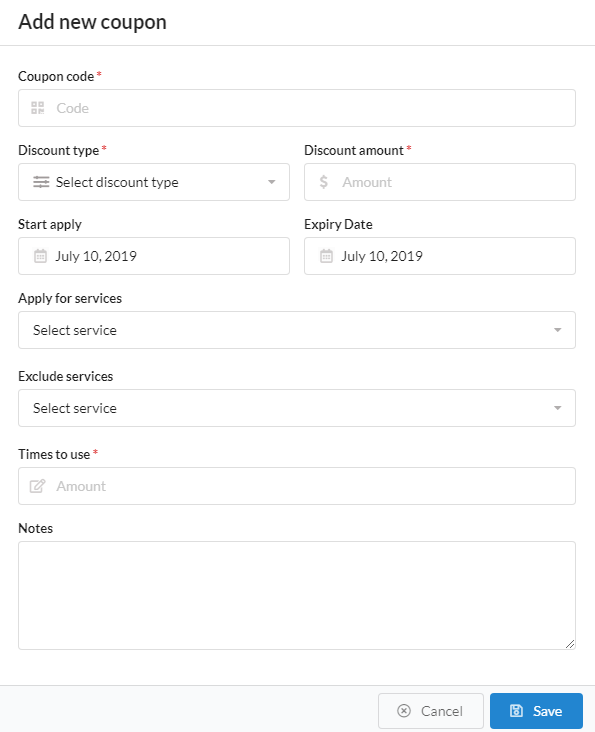 Add new coupon
Coupon code *
Code
Discount type * Discount amount *
Select discount type $ Amount
Start apply Expiry Date
July 10, 2019 July 10, 2019
Apply for services
Select service
Exclude services
Select service
Times to use *
Amount
Notes
Cancel Save